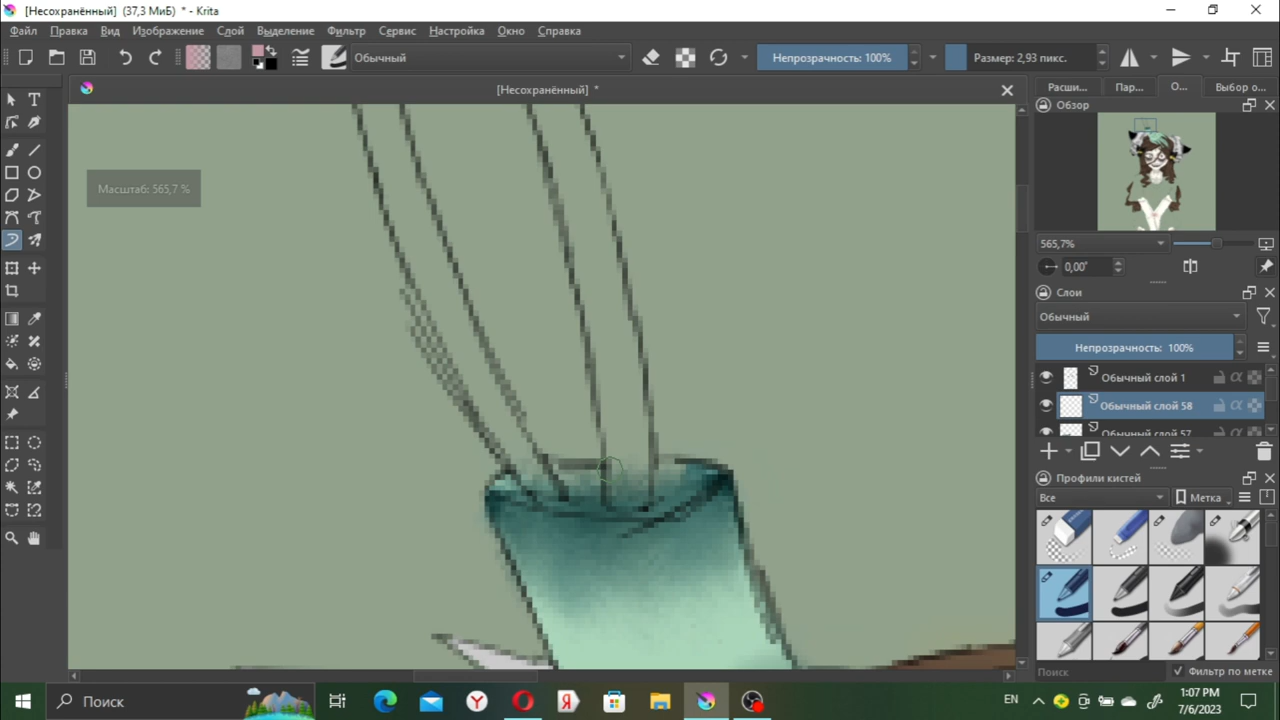 [Несохранённый] (37,3 МиБ) * - Krita
Файл Правка Вид Изображение Слой Выделение Фильтр Сервис Настройка Окно Справка
Обычный
Непрозрачность: 100%
Размер: 2,93 пикс.
[Несохранённый] *
Расши... Пар... О... Выбор о...
Обзор
Масштаб: 565,7 %
565,7%
0,00°
Слои
Обычный
Непрозрачность: 100%
Обычный слой 1
Обычный слой 58
Обычный слой 57
Профили кистей
Все
Метка
Поиск
Фильтр по метке
Поиск
EN
1:07 PM
7/6/2023